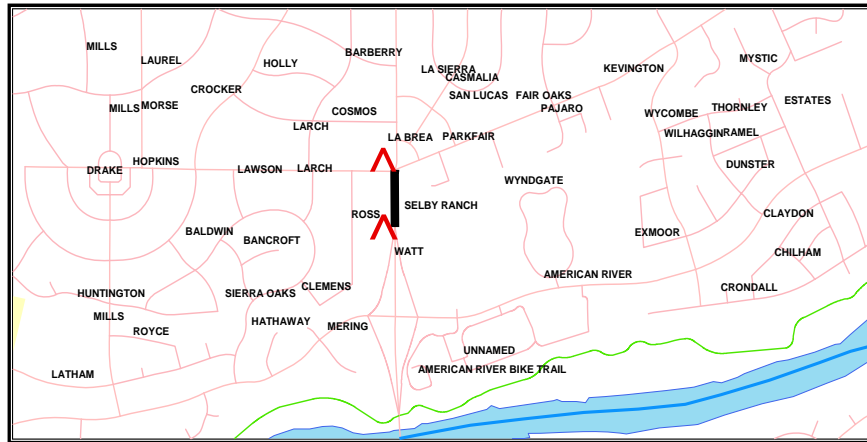 MILLS
BARBERRY
LAUREL
HOLLY
MYSTIC
LA SIERRA
KEVINGTON
CASMALIA
CROCKER
SAN LUCAS
FAIR OAKS
ESTATES
MILLS
MORSE
PAJARO
THORNLEY
COSMOS
WYCOMBE
LARCH
LA BREA
PARKFAIR
WILHAGGIN
RAMEL
HOPKINS
DUNSTER
DRAKE
LAWSON
LARCH
WYNDGATE
SELBY RANCH
ROSS
CLAYDON
BALDWIN
EXMOOR
BANCROFT
WATT
CHILHAM
AMERICAN RIVER
CLEMENS
CRONDALL
HUNTINGTON
SIERRA OAKS
MILLS
HATHAWAY
MERING
ROYCE
UNNAMED
AMERICAN RIVER BIKE TRAIL
LATHAM